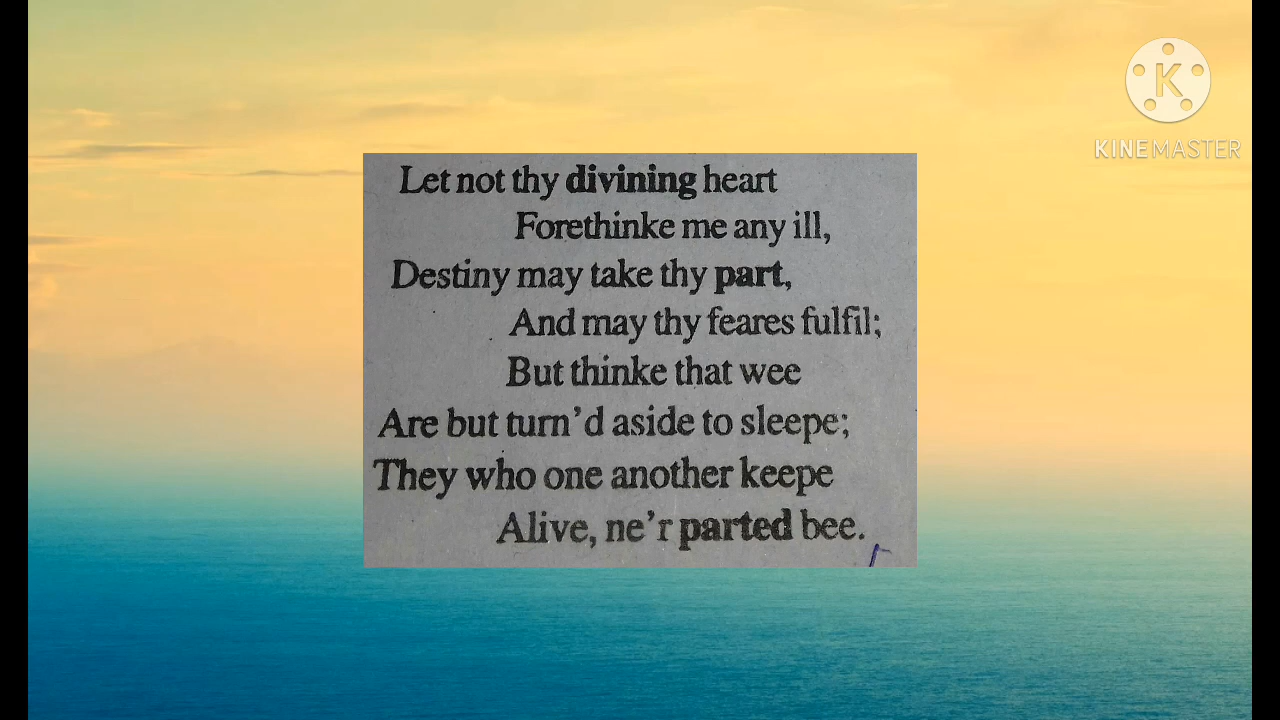 KINEMASTER
Let not thy divining heart
Forethinke me any ill,
Destiny may take thy part,
And may thy feares fulfil;
But thinke that wee
Are but turn'd aside to sleepe;
They who one another keepe
Alive, ne'r parted bee.